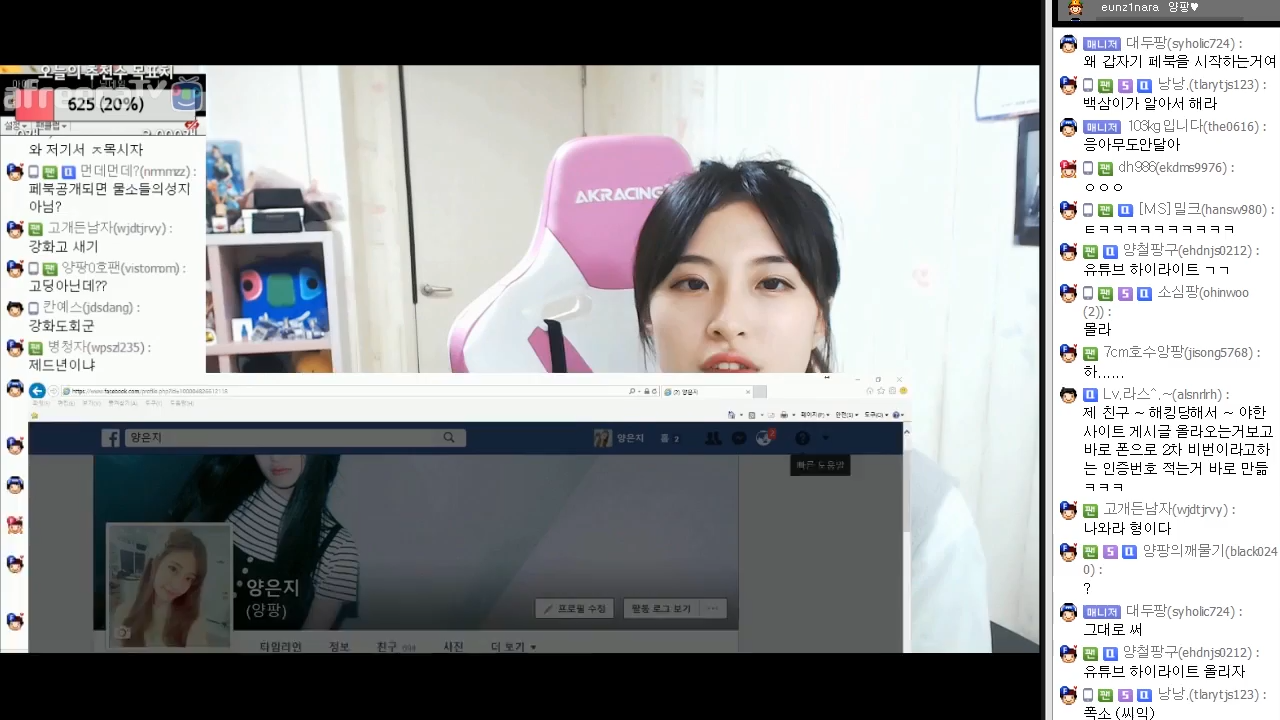 eunz1nara 양팡♥
매니저 대두팡(syholic724) :
왜 갑자기 페북을 시작하는거여
팬 S 낭낭.(tlarytjs123) :
백삼이가 알아서 해라
매니저 103kg입니다(the0616) :
응아무도안달아
팬 dh986(ekdms9976) :
ㅇㅇㅇ
팬 [MS]밀크(hansw980) :
ㅌㅋㅋㅋㅋㅋㅋㅋㅋㅋㅋ
팬 양철팡구(ehdnjs0212) :
유튜브 하이라이트 ㄱㄱ
팬 S 소심팡(ohinwoo
(2)) :
몰라
팬 7cm호수앙팡(jisong5768) :
하......
Lv.라스^.~(alsnrlrh) :
제 친구 ~ 해킹당해서 ~ 야한
사이트 게시글 올라오는거보고
바로 폰으로 2차 비번이라고하
는 인증번호 적는거 바로 만듦
ㅋㅋㅋ
팬 고개든남자(wjdtjrvy) :
나와라 형이다
팬 S 양팡의깨물기(black024
0) :
?
매니저 대두팡(syholic724) :
그대로 써
팬 양철팡구(ehdnjs0212) :
유튜브 하이라이트 올리자
팬 S 낭낭.(tlarytjs123) :
쪽소 (씨익)
오늘의 추천수 목표치
afreecaTV
625 (20%)
와 저기서 ㅈ목시자
팬 먼데먼데?(nrmmzz) :
페북공개되면 물소들의성지
아님?
팬 고개든남자(wjdtjrvy) :
강화고 새기
팬 양팡0호팬(vistorrom) :
고딩아닌데??
칸예스(jdsdang) :
강화도회군
팬 병청자(wpszl235) :
제드년이냐
AKRACING
양은지
양은지 홈 2
빠른 도움말
양은지
(양팡)
프로필 수정
활동 로그 보기
타임라인 정보 친구 사진 더 보기